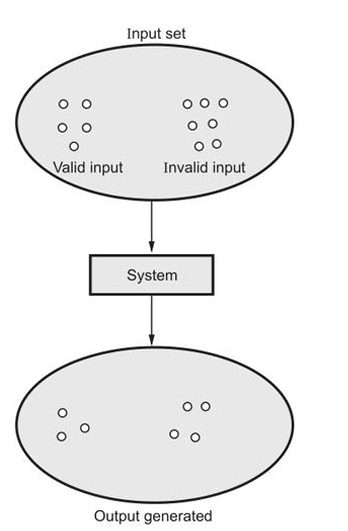 Input set
Valid input
Invalid input
System
Output generated